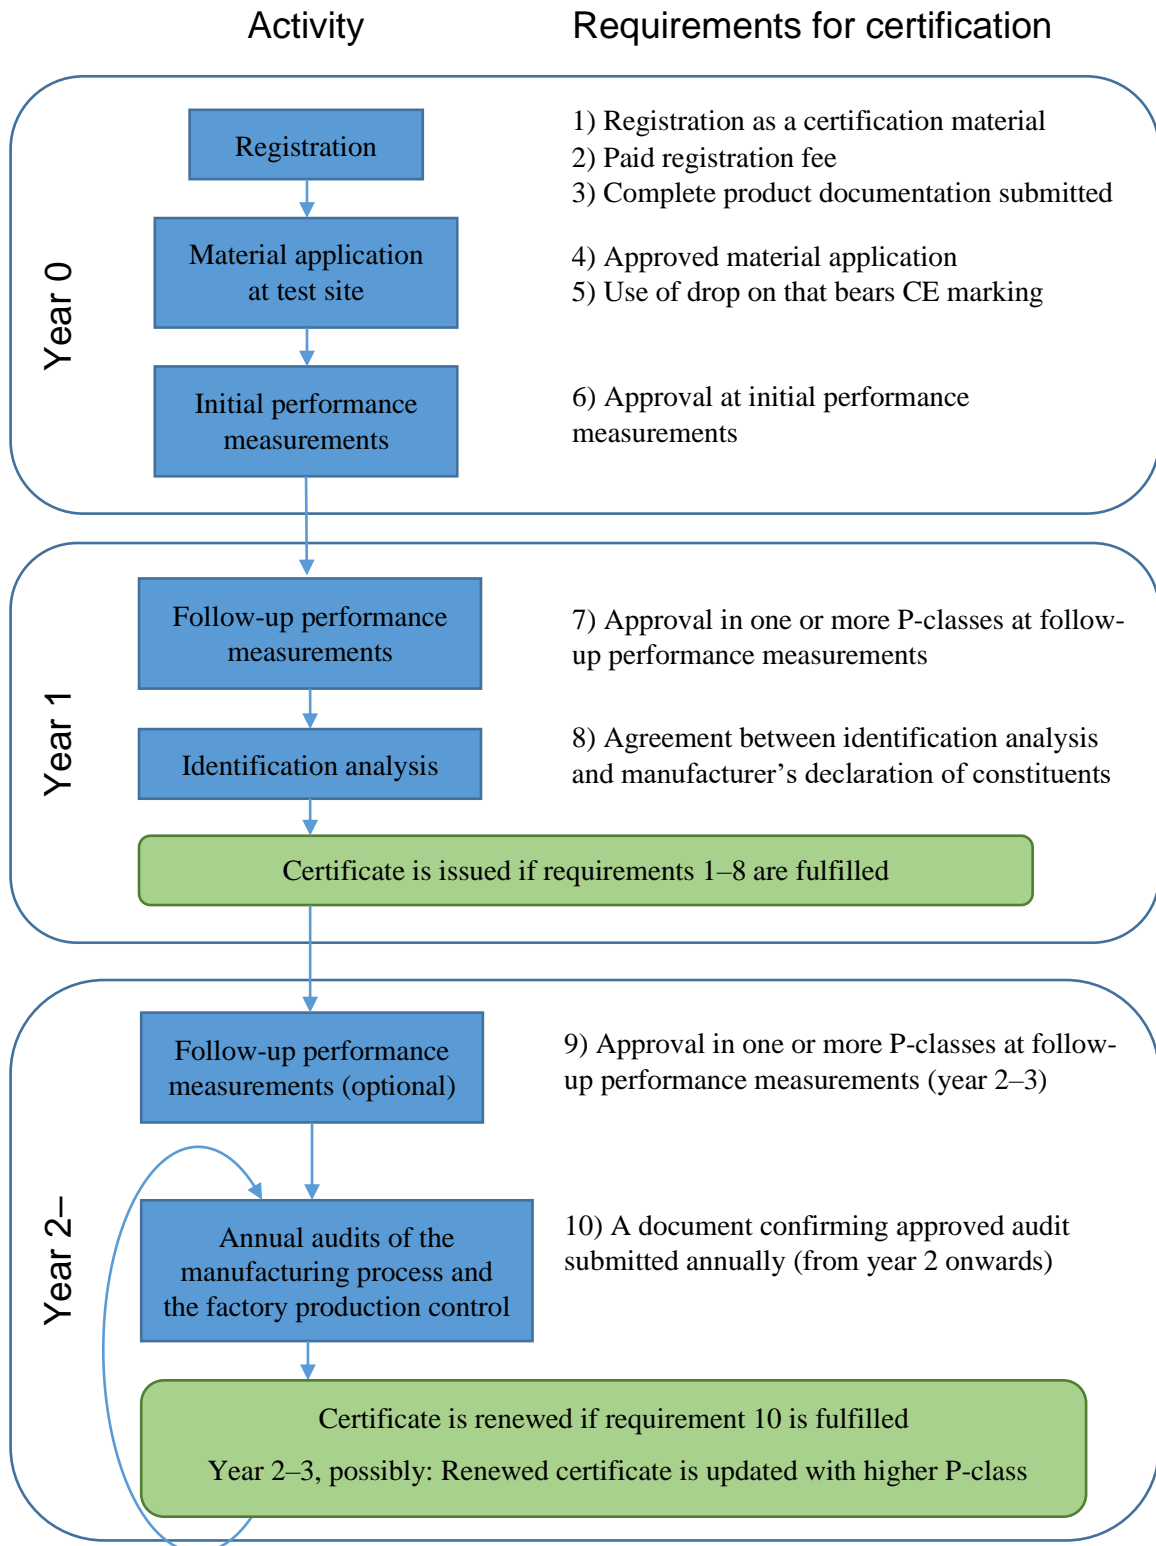 Activity
Requirements for certification
Year 0
Registration
1) Registration as a certification material
2) Paid registration fee
3) Complete product documentation submitted
Material application
at test site
4) Approved material application
5) Use of drop on that bears CE marking
Initial performance
measurements
6) Approval at initial performance
measurements
Year 1
Follow-up performance
measurements
7) Approval in one or more P-classes at follow-
up performance measurements
Identification analysis
8) Agreement between identification analysis
and manufacturer’s declaration of constituents
Certificate is issued if requirements 1–8 are fulfilled
Year 2–
Follow-up performance
measurements (optional)
9) Approval in one or more P-classes at follow-
up performance measurements (year 2–3)
Annual audits of the
manufacturing process and
the factory production control
10) A document confirming approved audit
submitted annually (from year 2 onwards)
Certificate is renewed if requirement 10 is fulfilled
Year 2–3, possibly: Renewed certificate is updated with higher P-class